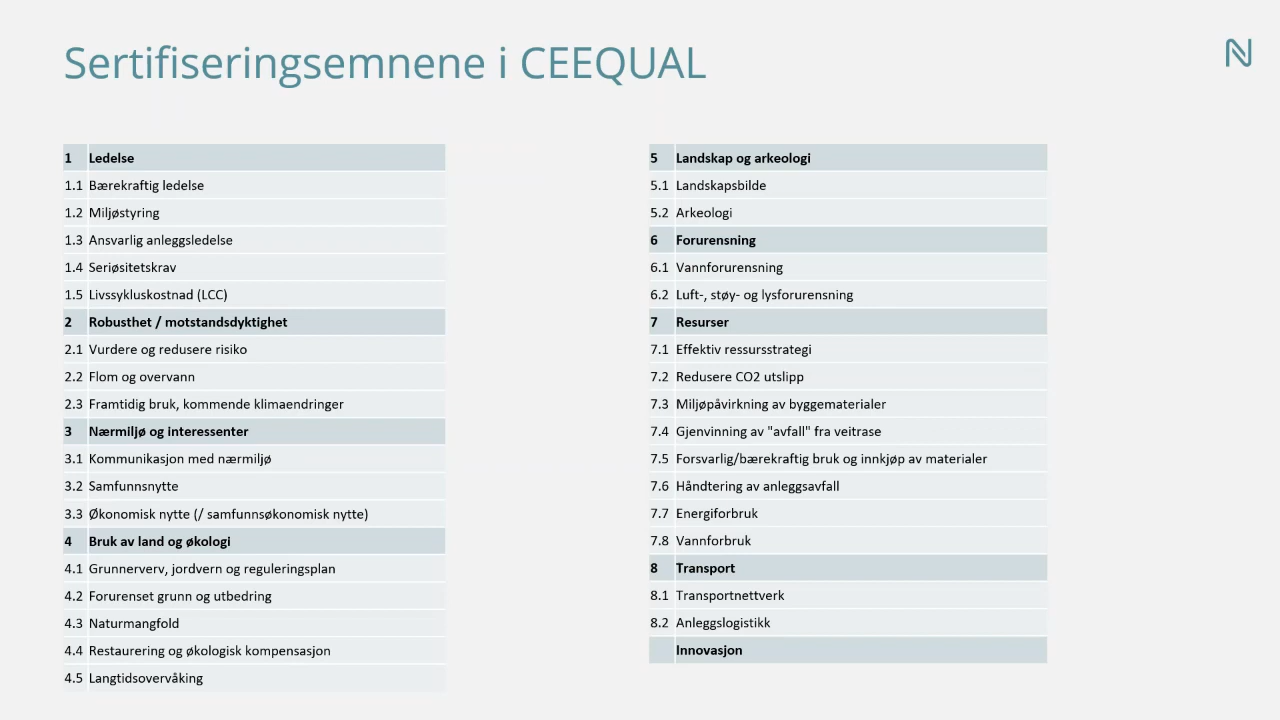 Sertifiseringsemnene i CEEQUAL
1 Ledelse
1.1 Bærekraftig ledelse
1.2 Miljøstyring
1.3 Ansvarlig anleggsledelse
1.4 Seriøsitetskrav
1.5 Livssykluskostnad (LCC)
2 Robusthet / motstandsdyktighet
2.1 Vurdere og redusere risiko
2.2 Flom og overvann
2.3 Framtidig bruk, kommende klimaendringer
3 Nærmiljø og interessenter
3.1 Kommunikasjon med nærmiljø
3.2 Samfunnsnytte
3.3 Økonomisk nytte (/ samfunnsøkonomisk nytte)
4 Bruk av land og økologi
4.1 Grunnerverv, jordvern og reguleringsplan
4.2 Forurenset grunn og utbedring
4.3 Naturmangfold
4.4 Restaurering og økologisk kompensasjon
4.5 Langtidsovervåking
5 Landskap og arkeologi
5.1 Landskapsbilde
5.2 Arkeologi
6 Forurensning
6.1 Vannforurensning
6.2 Luft-, støy- og lysforurensning
7 Resurser
7.1 Effektiv ressursstrategi
7.2 Redusere CO2 utslipp
7.3 Miljøpåvirkning av byggematerialer
7.4 Gjenvinning av "avfall" fra veitrase
7.5 Forsvarlig/bærekraftig bruk og innkjøp av materialer
7.6 Håndtering av anleggsavfall
7.7 Energiforbruk
7.8 Vannforbruk
8 Transport
8.1 Transportnettverk
8.2 Anleggslogistikk
Innovasjon